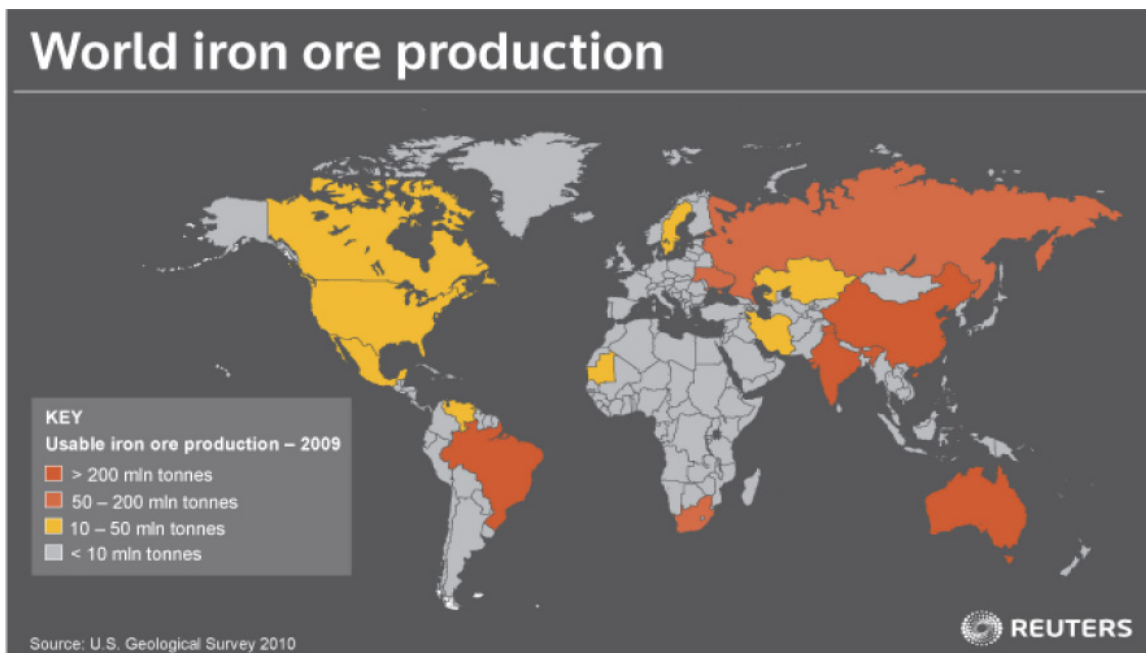 World iron ore production
KEY
Usable iron ore production – 2009
> 200 mln tonnes
50 – 200 mln tonnes
10 – 50 mln tonnes
< 10 mln tonnes
Source: U.S. Geological Survey 2010
REUTERS